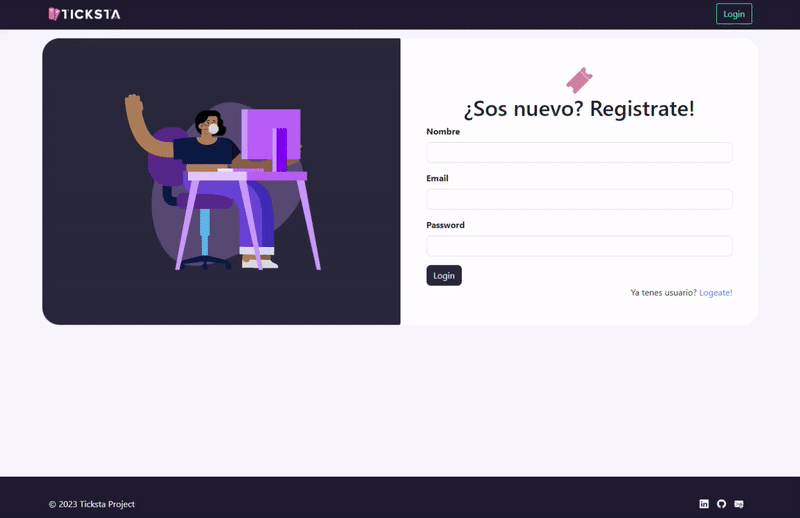 TICKSTA
Login
¿Sos nuevo? Registrate!
Nombre
Email
Password
Login
Ya tenes usuario? Logeate!
© 2023 Ticksta Project